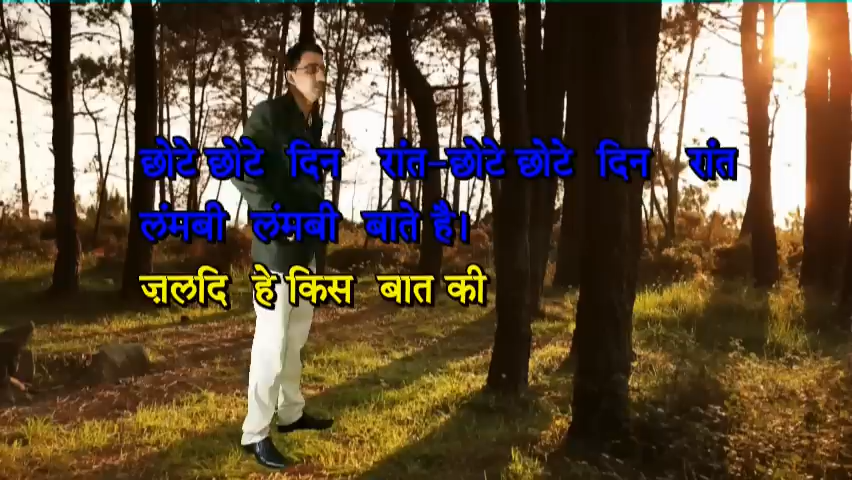 छोटे छोटे दिन रांत-छोटे छोटे दिन रांत
लंमबी लंमबी बाते है।
ज़लदि हे किस बात की